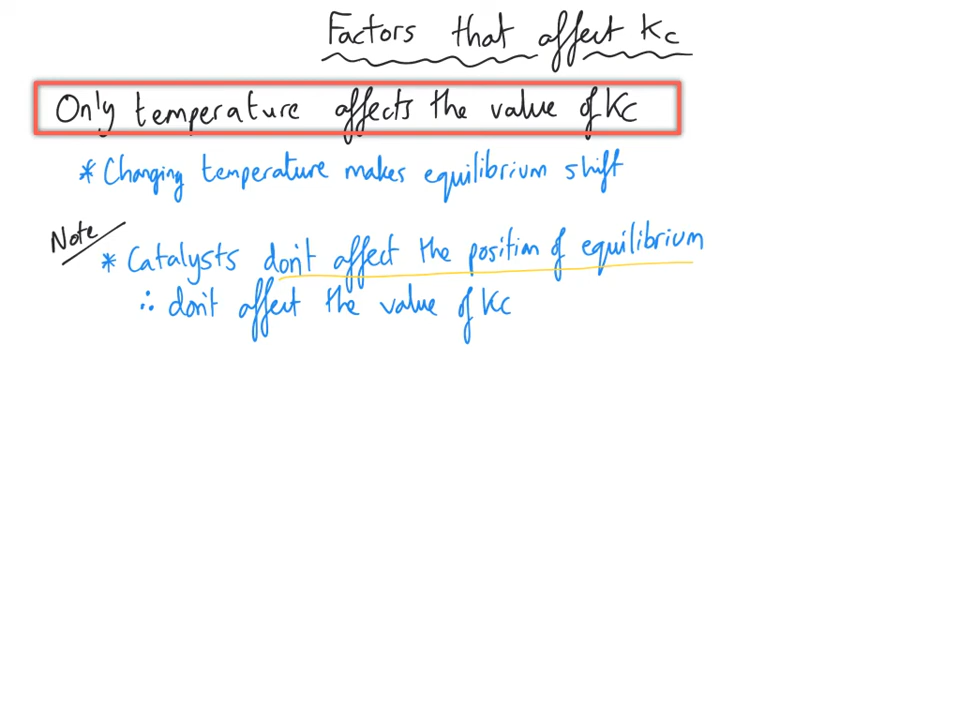 Factors that affect Kc
Only temperature affects the value of Kc
* Changing temperature makes equilibrium shift
Note
* Catalysts don't affect the position of equilibrium
∴ don't affect the value of Kc